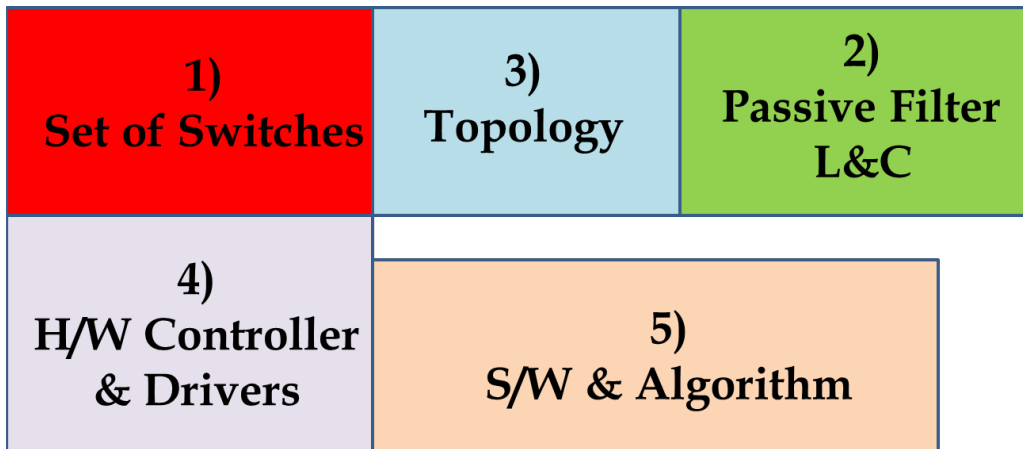 1)
Set of Switches
3)
Topology
2)
Passive Filter
L&C
4)
H/W Controller
& Drivers
5)
S/W & Algorithm